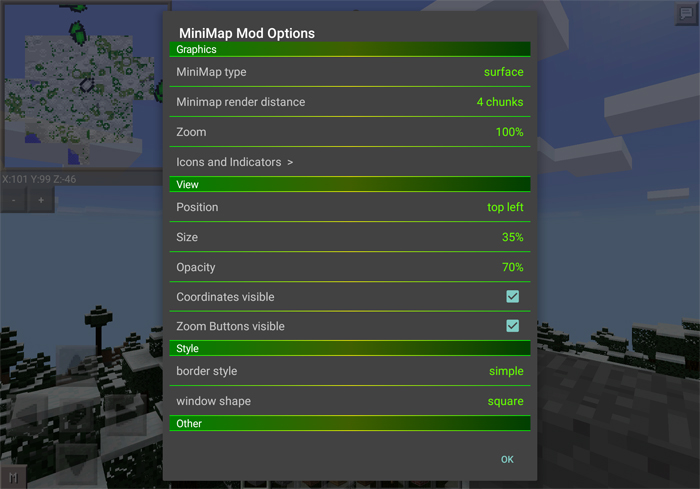 MiniMap Mod Options
Graphics
MiniMap type surface
Minimap render distance 4 chunks
Zoom 100%
Icons and Indicators >
View
Position top left
Size 35%
Opacity 70%
Coordinates visible
Zoom Buttons visible
Style
border style simple
window shape square
Other
OK
X:101 Y:99 Z:-46
- +
M